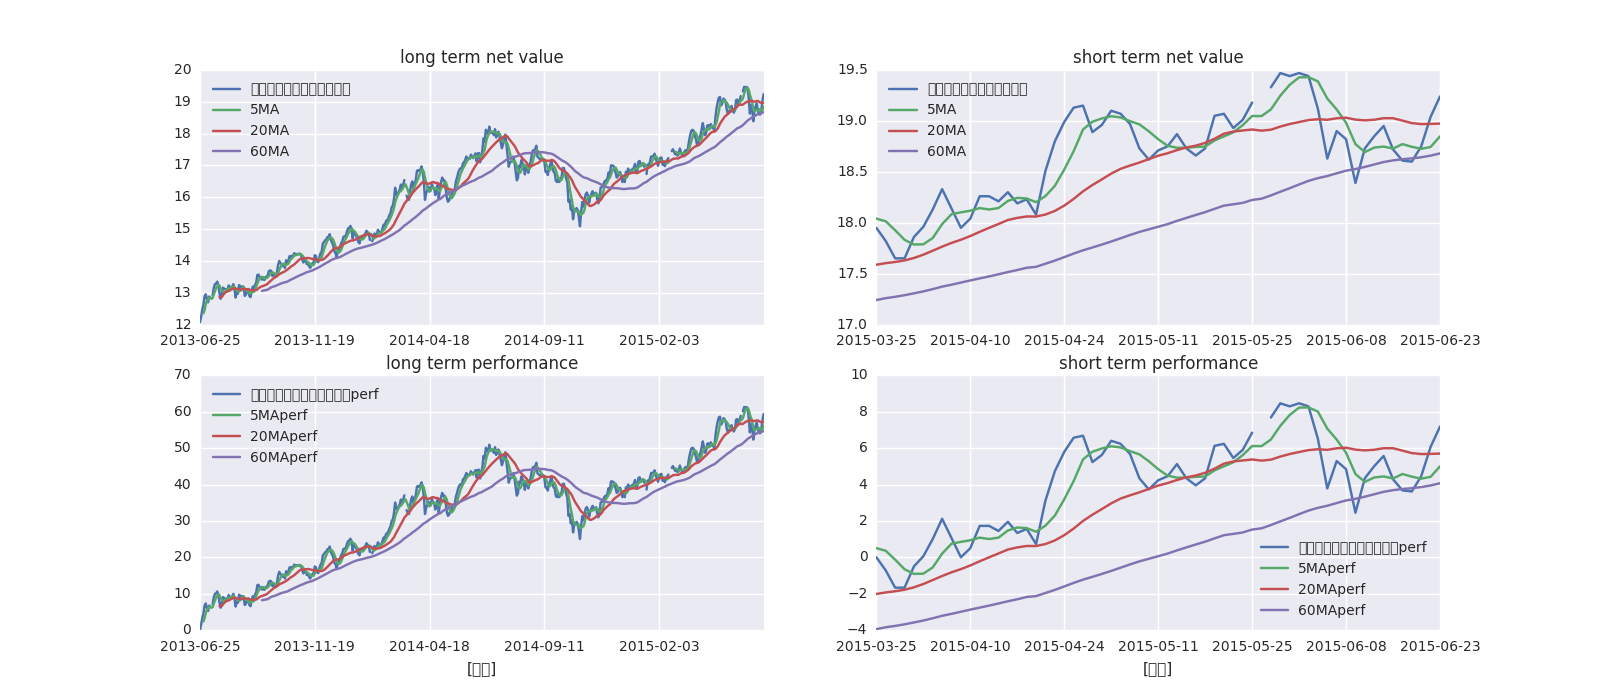 long term net value
20
19
18
17
16
15
14
13
12
5MA
20MA
60MA
2013-06-25 2013-11-19 2014-04-18 2014-09-11 2015-02-03
short term net value
19.5
19.0
18.5
18.0
17.5
17.0
5MA
20MA
60MA
2015-03-25 2015-04-10 2015-04-24 2015-05-11 2015-05-25 2015-06-08 2015-06-23
long term performance
70
60
50
40
30
20
10
0
perf
5MAperf
20MAperf
60MAperf
2013-06-25 2013-11-19 2014-04-18 2014-09-11 2015-02-03
short term performance
10
8
6
4
2
0
−2
−4
perf
5MAperf
20MAperf
60MAperf
2015-03-25 2015-04-10 2015-04-24 2015-05-11 2015-05-25 2015-06-08 2015-06-23